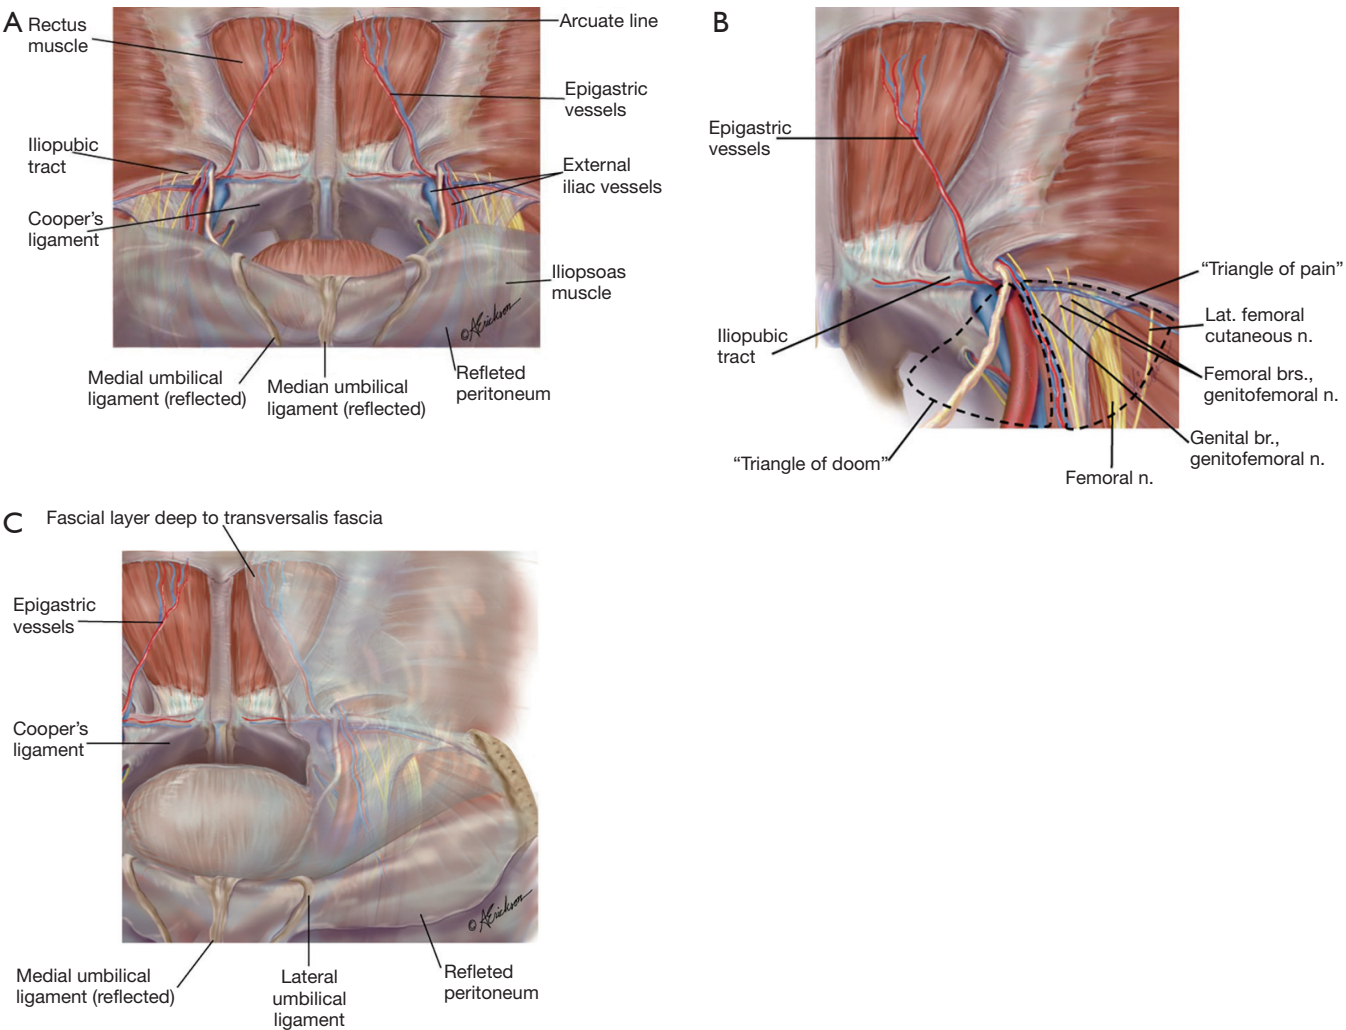 A
Rectus
muscle
Arcuate line
Epigastric
vessels
Iliopubic
tract
External
iliac vessels
Cooper's
ligament
Iliopsoas
muscle
©AErickson
Medial umbilical
ligament (reflected)
Median umbilical
ligament (reflected)
Refleted
peritoneum
B
Epigastric
vessels
“Triangle of pain”
Lat. femoral
cutaneous n.
Iliopubic
tract
Femoral brs.,
genitofemoral n.
Genital br.,
genitofemoral n.
“Triangle of doom”
Femoral n.
C
Fascial layer deep to transversalis fascia
Epigastric
vessels
Cooper's
ligament
©AErickson
Medial umbilical
ligament (reflected)
Lateral
umbilical
ligament
Refleted
peritoneum